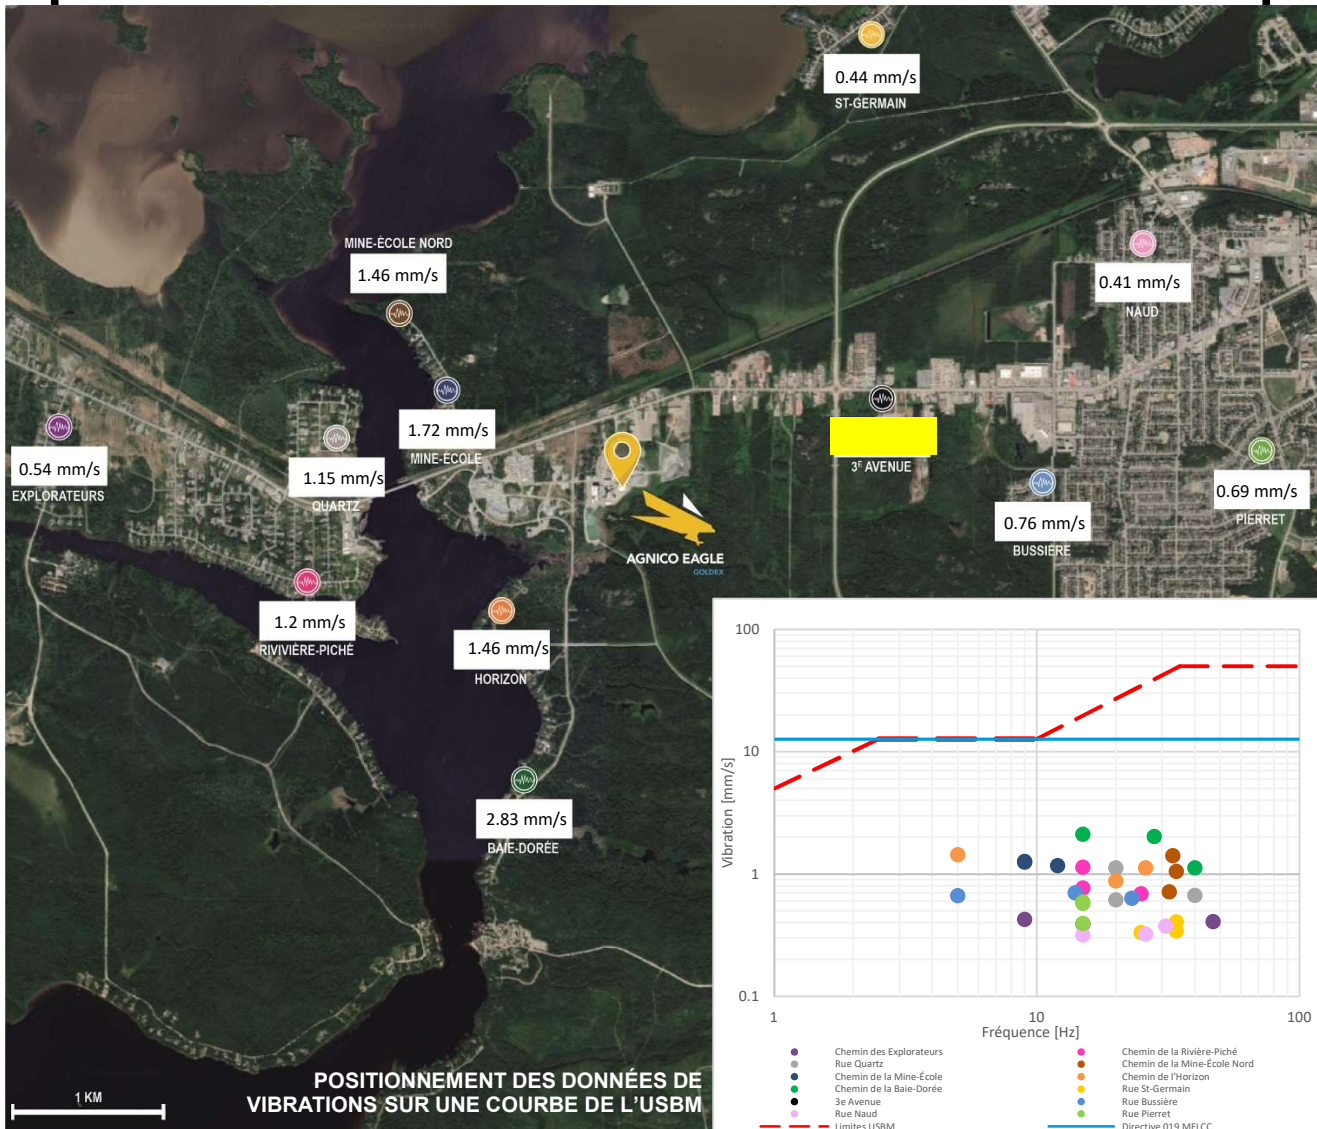 0.44 mm/s
ST-GERMAIN
MINE-ÉCOLE NORD
1.46 mm/s
0.41 mm/s
NAUD
1.72 mm/s
MINE-ÉCOLE
0.54 mm/s
EXPLORATEURS
1.15 mm/s
QUARTZ
3E AVENUE
0.76 mm/s
BUSSIÈRE
0.69 mm/s
PIERRET
AGNICO EAGLE
GOLDEX
1.2 mm/s
RIVIVIÈRE-PICHÉ
1.46 mm/s
HORIZON
2.83 mm/s
BAIE-DORÉE
100
10
1
0.1
Vibration [mm/s]
1
10
100
Fréquence [Hz]
Chemin des Explorateurs
Chemin de la Rivière-Piché
Rue Quartz
Chemin de la Mine-École Nord
Chemin de la Mine-École
Chemin de l'Horizon
Chemin de la Baie-Dorée
Rue St-Germain
3e Avenue
Rue Bussière
Rue Naud
Rue Pierret
Limites USBM
Directive 019 MELCC
1 KM
POSITIONNEMENT DES DONNÉES DE
VIBRATIONS SUR UNE COURBE DE L'USBM